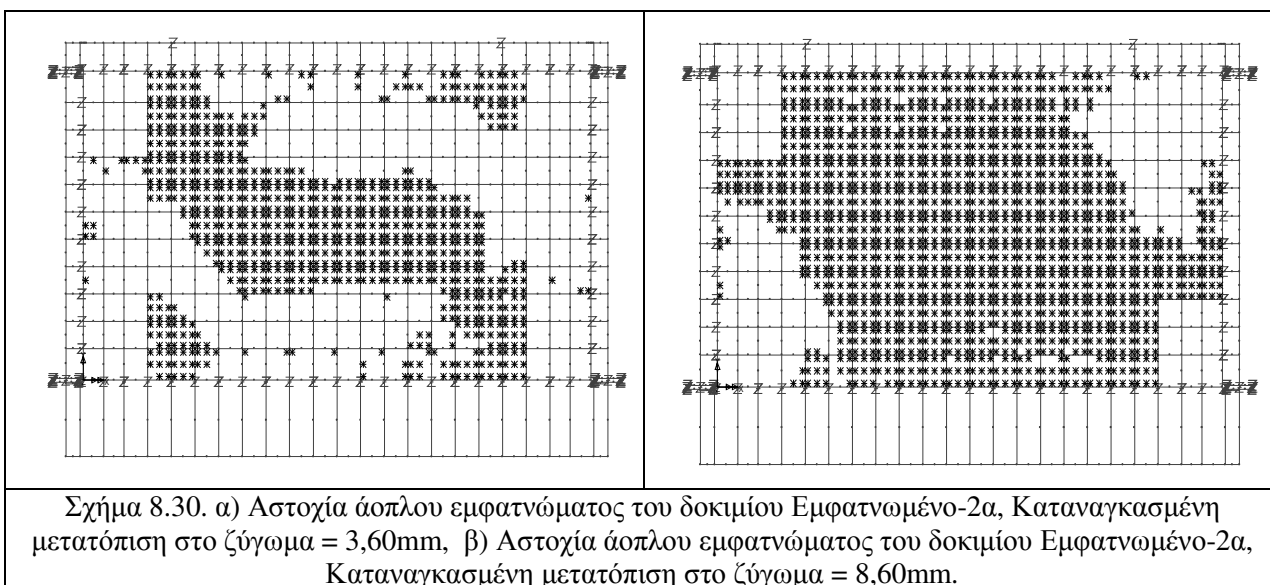 Σχήμα 8.30. α) Αστοχία άοπλου εμφατνώματος του δοκιμίου Εμφατνωμένο-2α, Καταναγκασμένη
μετατόπιση στο ζύγωμα = 3,60mm, β) Αστοχία άοπλου εμφατνώματος του δοκιμίου Εμφατνωμένο-2α,
Καταναγκασμένη μετατόπιση στο ζύγωμα = 8,60mm.